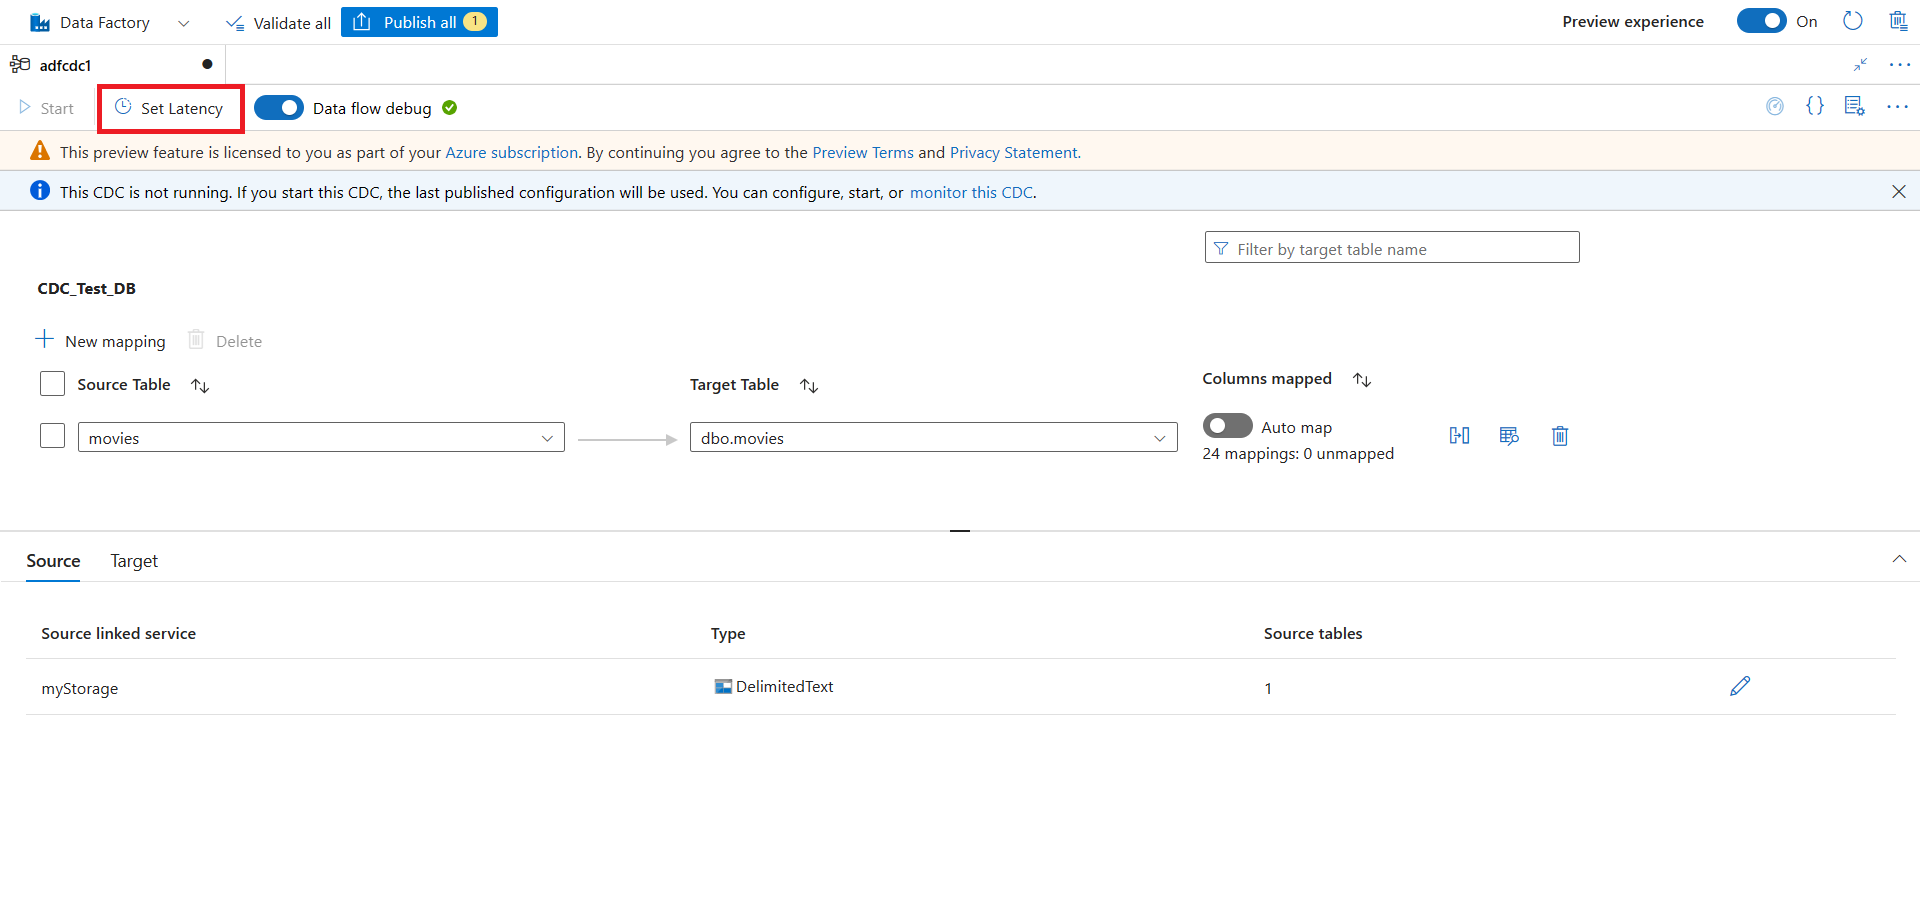 Data Factory
Validate all
Publish all 1
Preview experience
On
adfcdc1
Start
Set Latency
Data flow debug
This preview feature is licensed to you as part of your Azure subscription. By continuing you agree to the Preview Terms and Privacy Statement.
This CDC is not running. If you start this CDC, the last published configuration will be used. You can configure, start, or monitor this CDC.
Filter by target table name
CDC_Test_DB
New mapping
Delete
Source Table
Target Table
Columns mapped
movies
dbo.movies
Auto map
24 mappings: 0 unmapped
Source
Target
Source linked service
Type
Source tables
myStorage
DelimitedText
1